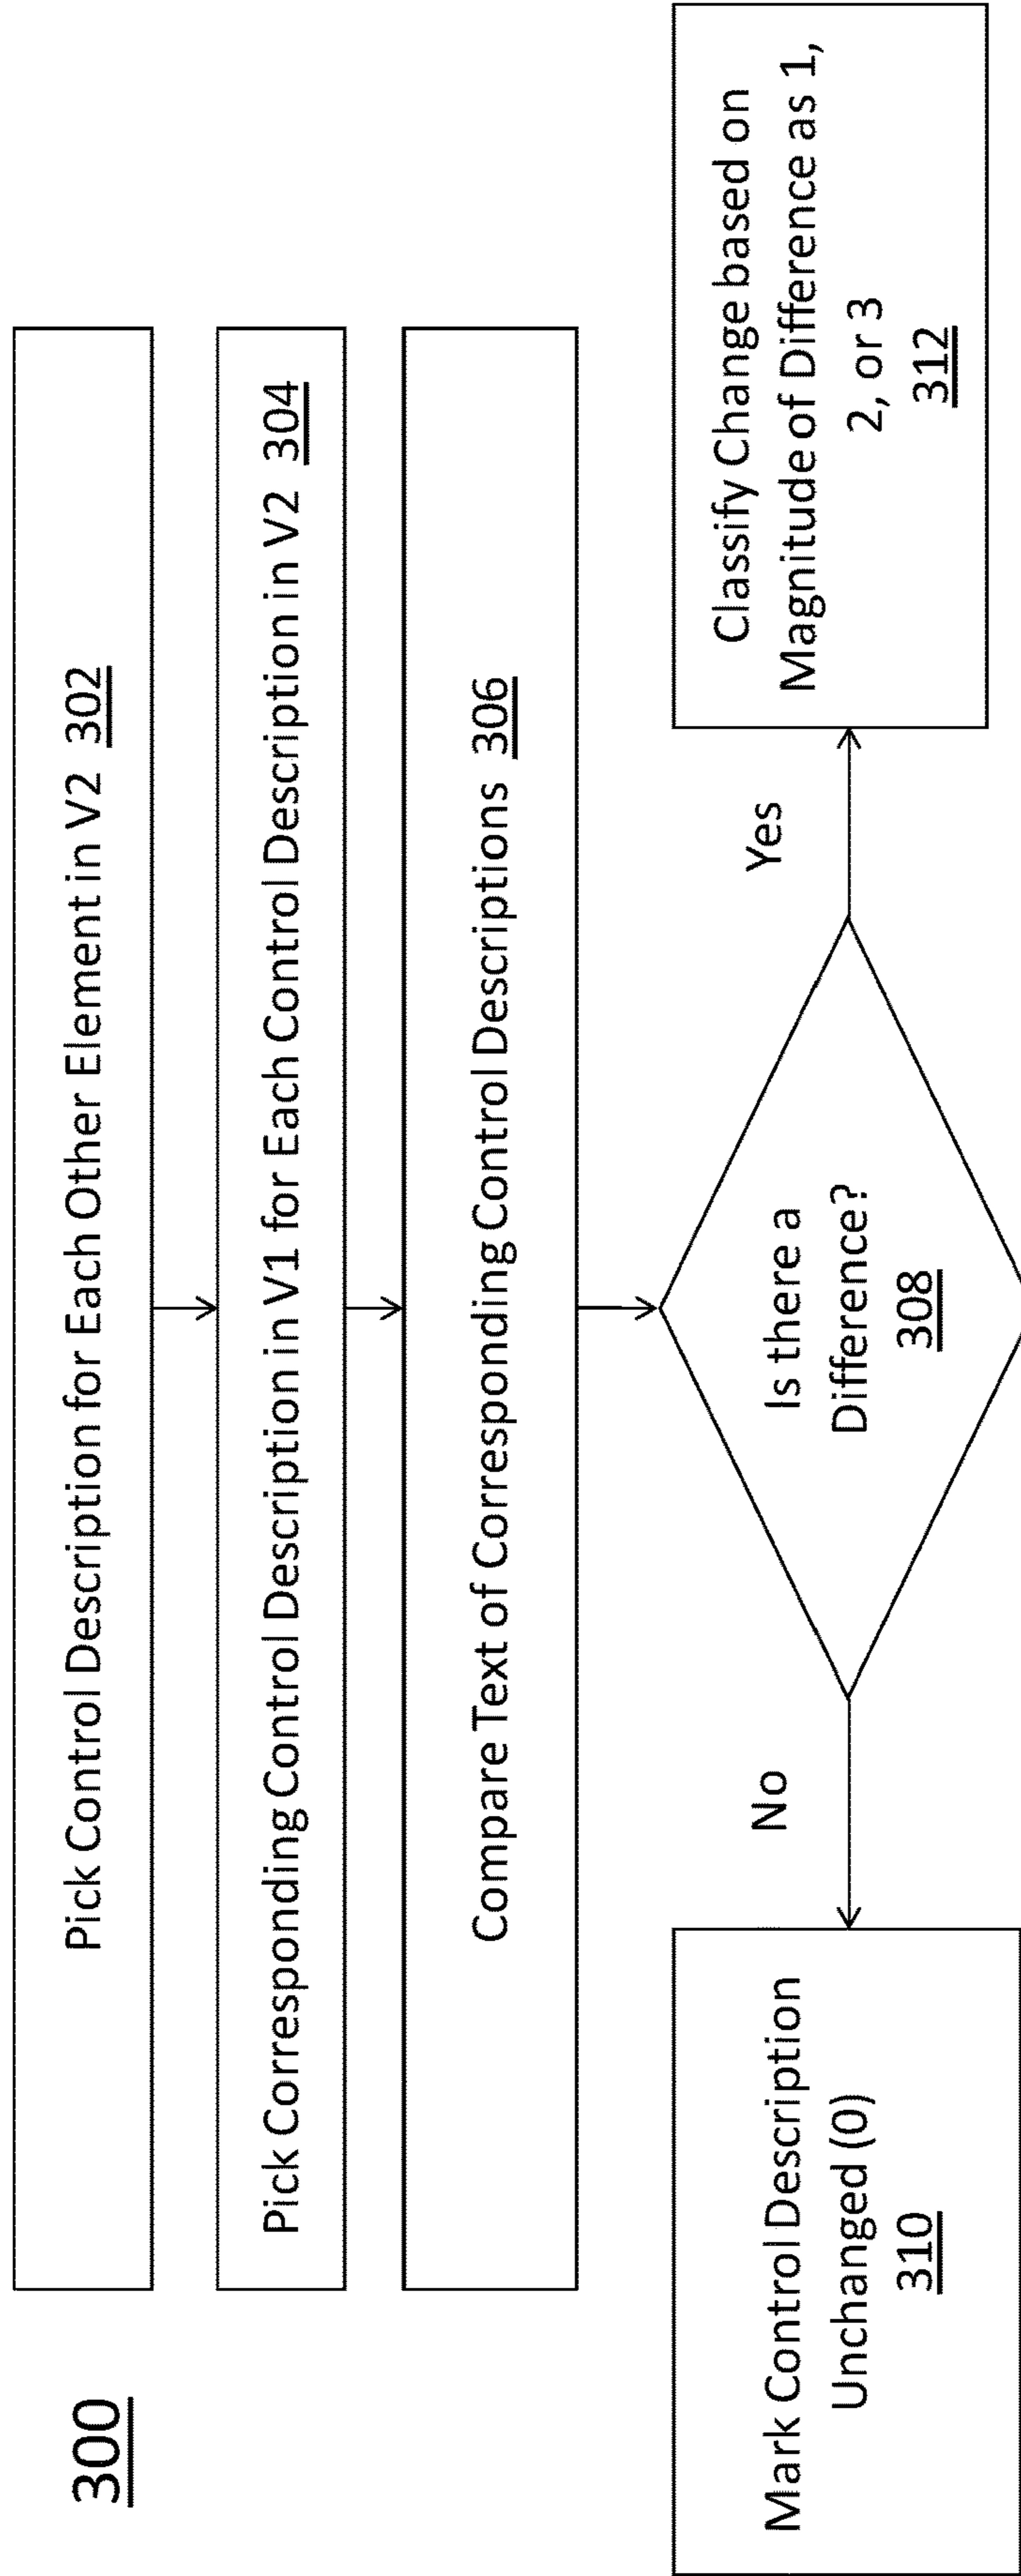 300
Pick Control Description for Each Other Element in V2 302
Pick Corresponding Control Description in V1 for Each Control Description in V2 304
Compare Text of Corresponding Control Descriptions 306
Is there a
Difference?
308
No
Yes
Mark Control Description
Unchanged (0)
310
Classify Change based on
Magnitude of Difference as 1,
2, or 3
312